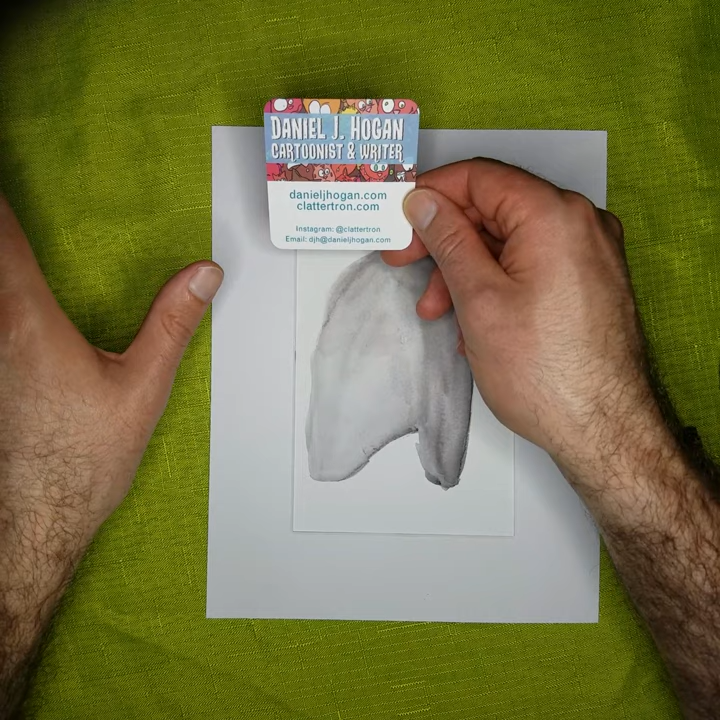 DANIEL J. HOGAN
CARTOONIST & WRITER
danieljhogan.com
clattertron.com
Instagram: @clattertron
Email: djh@danieljhogan.com